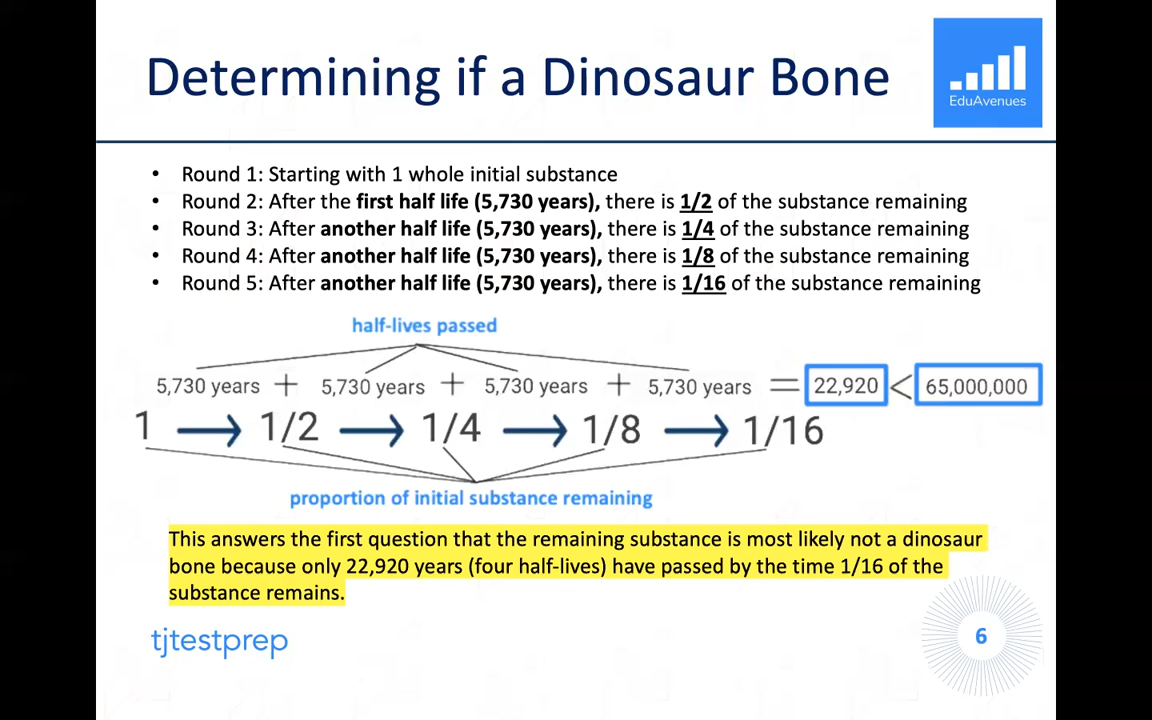 Determining if a Dinosaur Bone
EduAvenues
• Round 1: Starting with 1 whole initial substance
• Round 2: After the first half life (5,730 years), there is 1/2 of the substance remaining
• Round 3: After another half life (5,730 years), there is 1/4 of the substance remaining
• Round 4: After another half life (5,730 years), there is 1/8 of the substance remaining
• Round 5: After another half life (5,730 years), there is 1/16 of the substance remaining
half-lives passed
5,730 years + 5,730 years + 5,730 years + 5,730 years = 22,920 < 65,000,000
1 → 1/2 → 1/4 → 1/8 → 1/16
proportion of initial substance remaining
This answers the first question that the remaining substance is most likely not a dinosaur
bone because only 22,920 years (four half-lives) have passed by the time 1/16 of the
substance remains.
tjtestprep
6